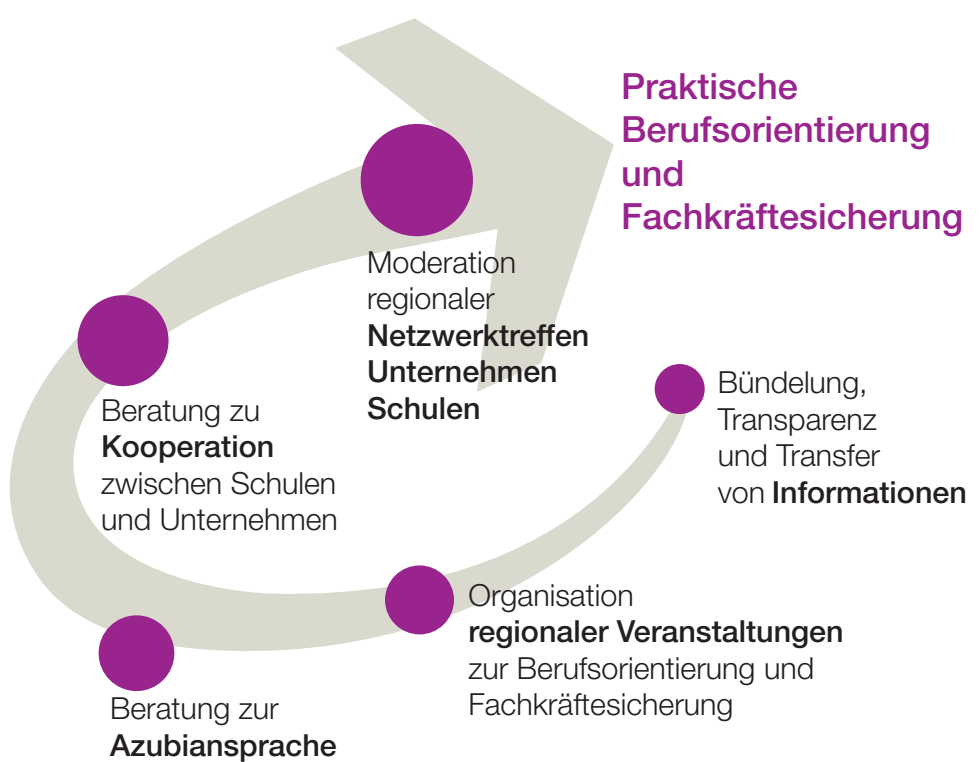 Praktische
Berufsorientierung
und
Fachkräftesicherung
Moderation
regionaler
Netzwerktreffen
Unternehmen
Schulen
Beratung zu
Kooperation
zwischen Schulen
und Unternehmen
Bündelung,
Transparenz
und Transfer
von Informationen
Organisation
regionaler Veranstaltungen
zur Berufsorientierung und
Fachkräftesicherung
Beratung zur
Azubiansprache